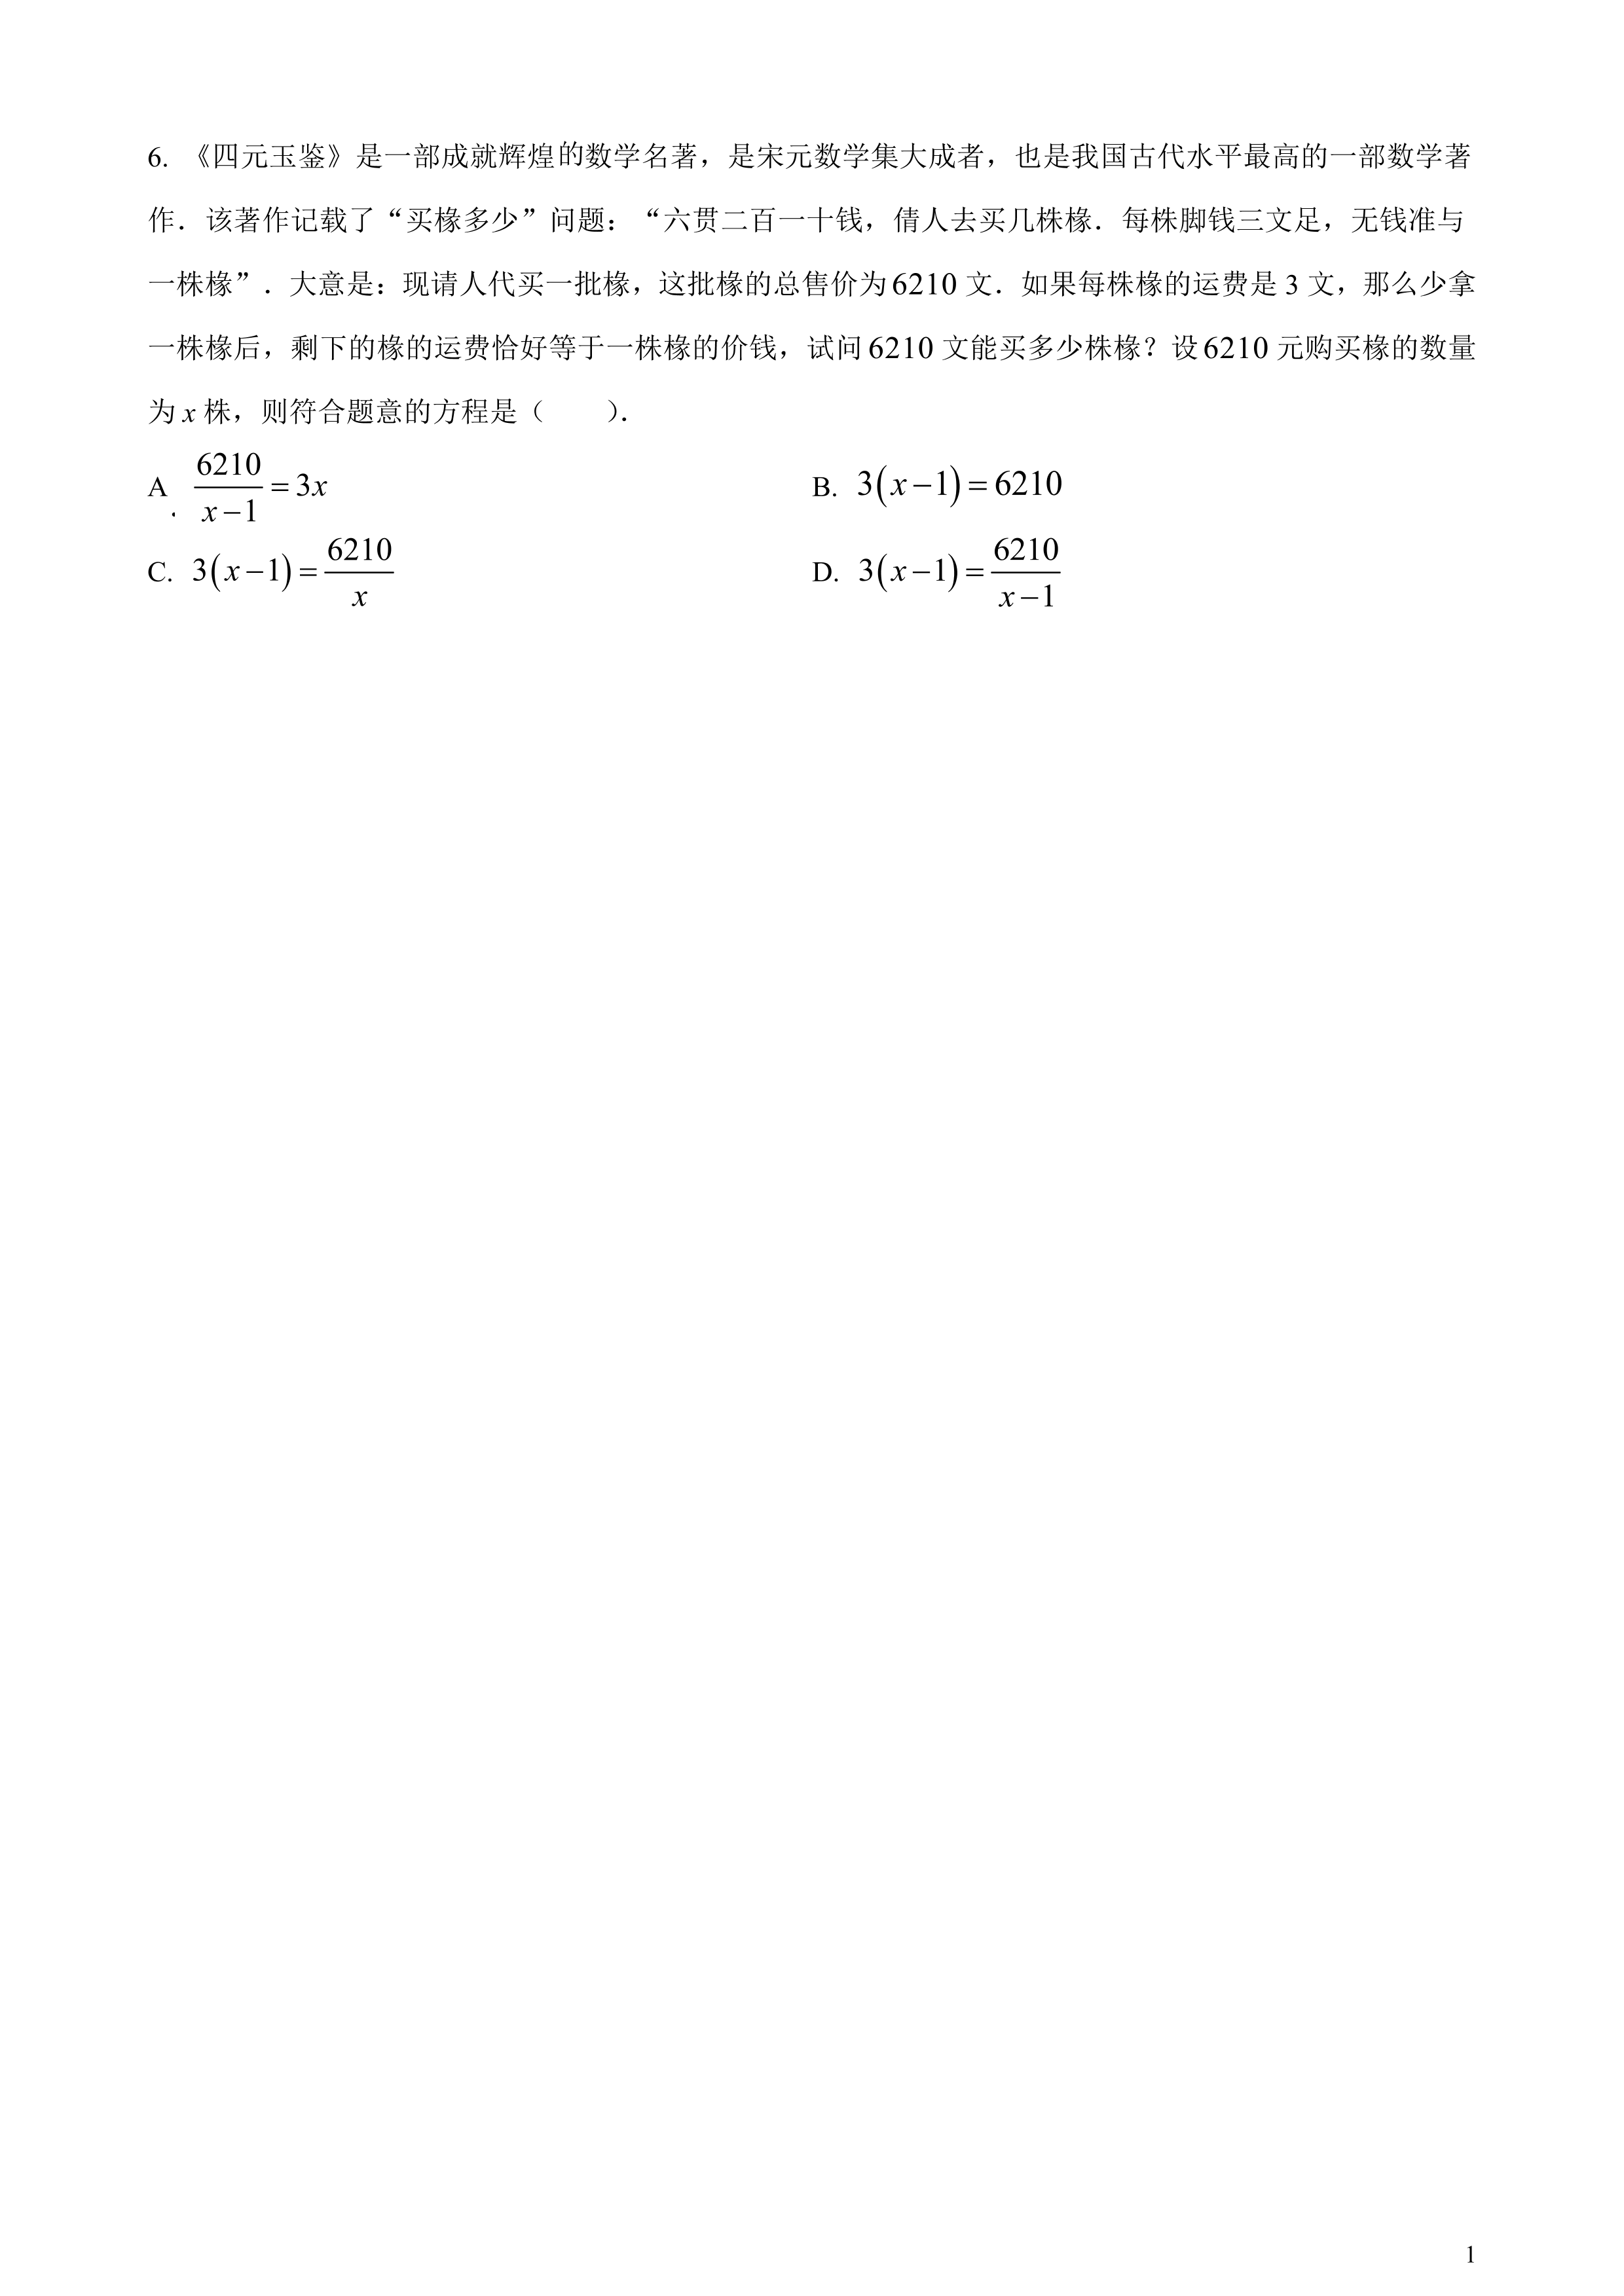 6. 《四元玉鉴》是一部成就辉煌的数学名著，是宋元数学集大成者，也是我国古代水平最高的一部数学著
作．该著作记载了“买椽多少”问题：“六贯二百一十钱，倩人去买几株椽．每株脚钱三文足，无钱准与
一株椽”．大意是：现请人代买一批椽，这批椽的总售价为6210 文．如果每株椽的运费是 3 文，那么少拿
一株椽后，剩下的椽的运费恰好等于一株椽的价钱，试问6210 文能买多少株椽？设6210 元购买椽的数量
为 x 株，则符合题意的方程是（　　）.
A. \frac{6210}{x-1}=3x B. 3(x-1)=6210
C. 3(x-1)=\frac{6210}{x} D. 3(x-1)=\frac{6210}{x-1}
1